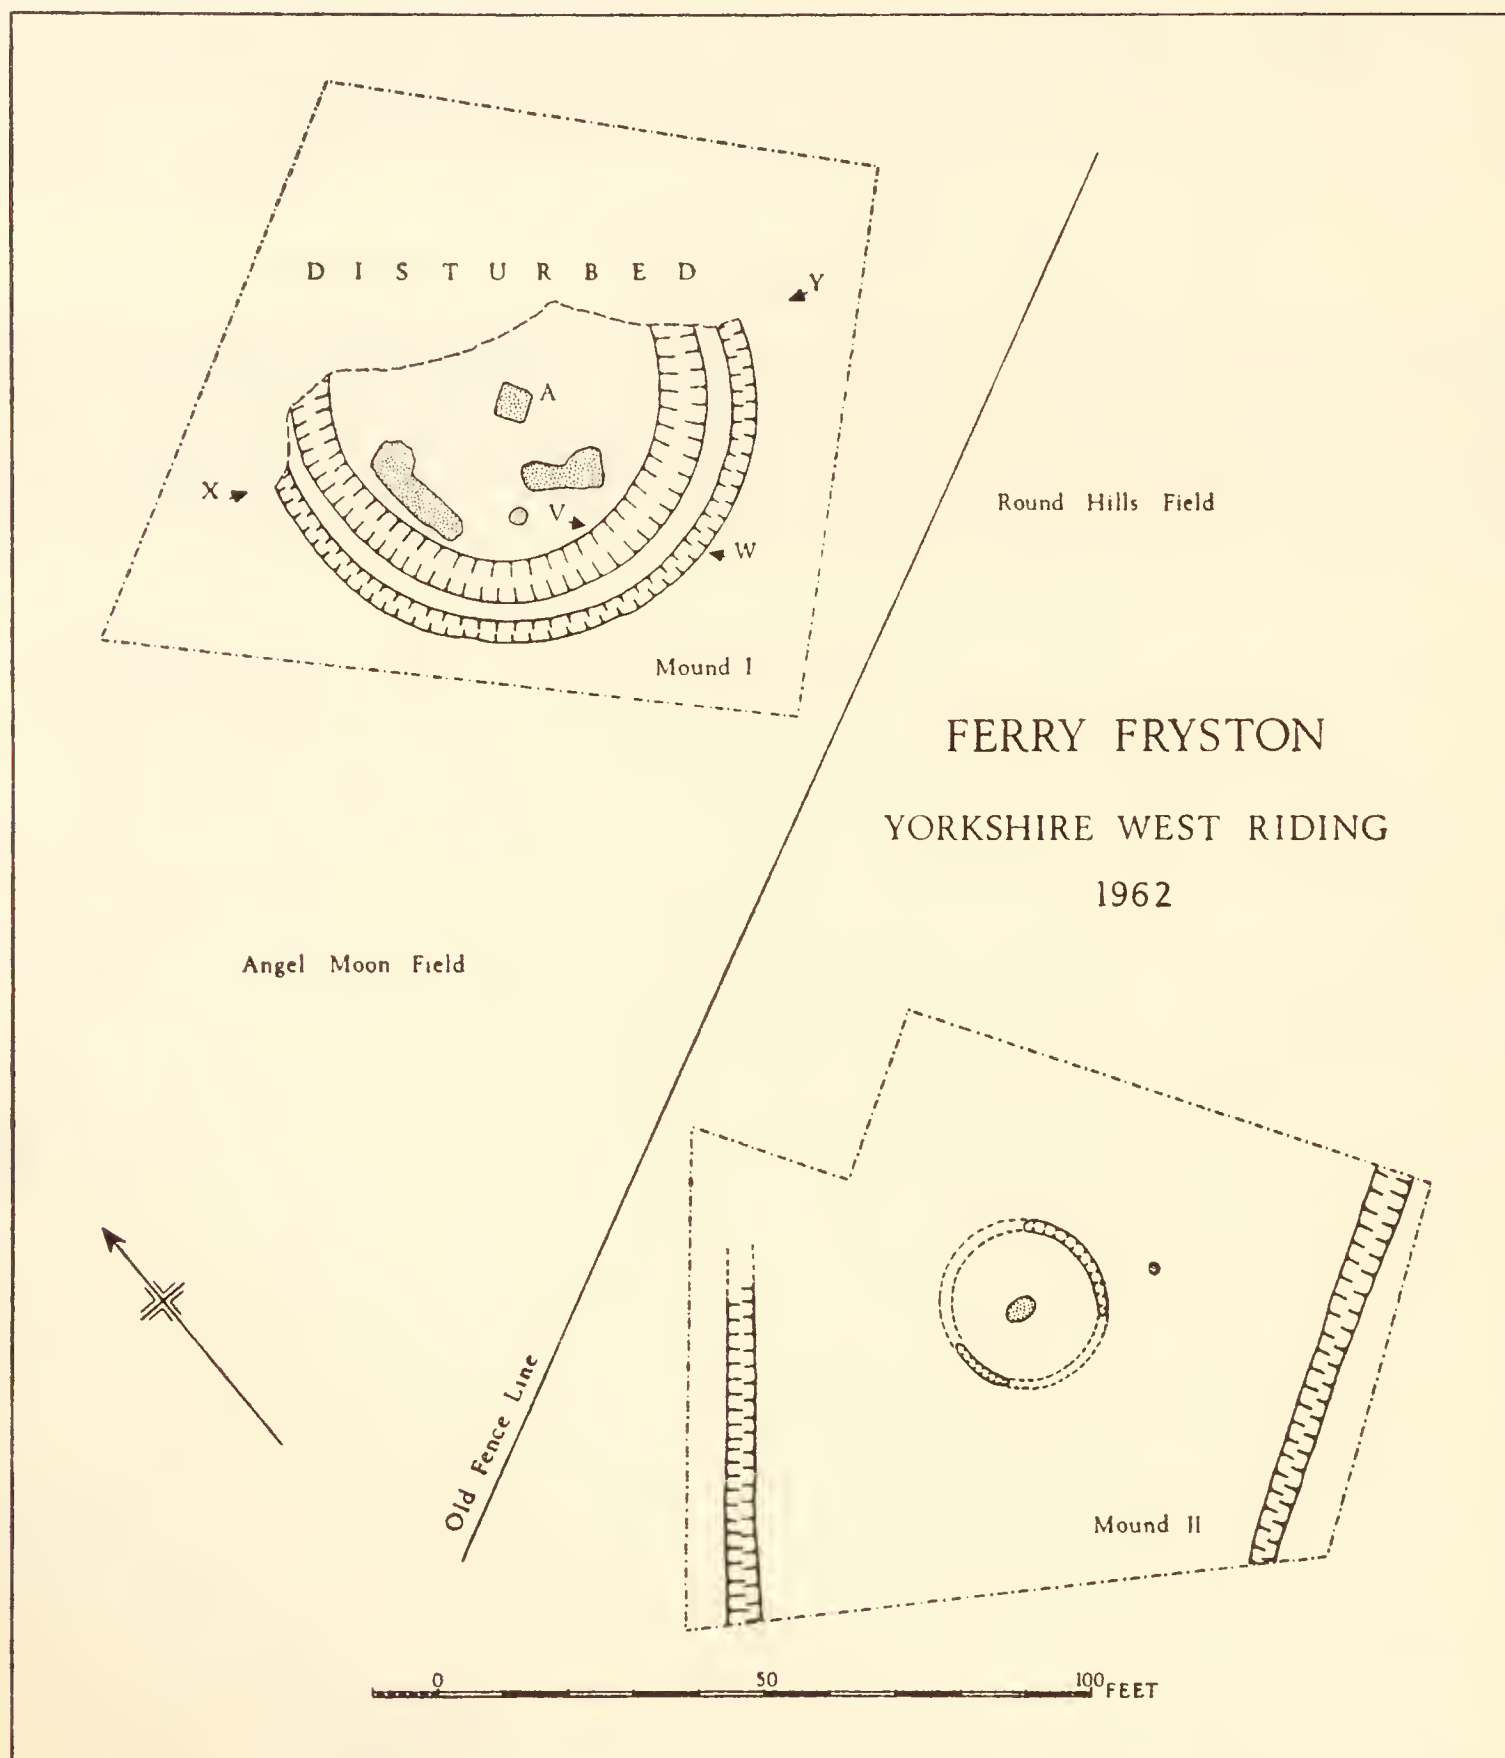 DISTURBED
Y
A
X
V
W
Round Hills Field
Mound I
FERRY FRYSTON
YORKSHIRE WEST RIDING
1962
Angel Moon Field
Old Fence Line
Mound II
0 50 100 FEET